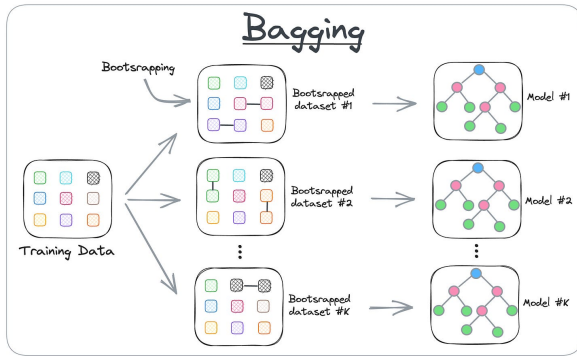 Bagging
Bootsrapping
Bootsrapped
dataset #1
Model #1
Bootsrapped
dataset #2
Model #2
Training Data
Bootsrapped
dataset #K
Model #K